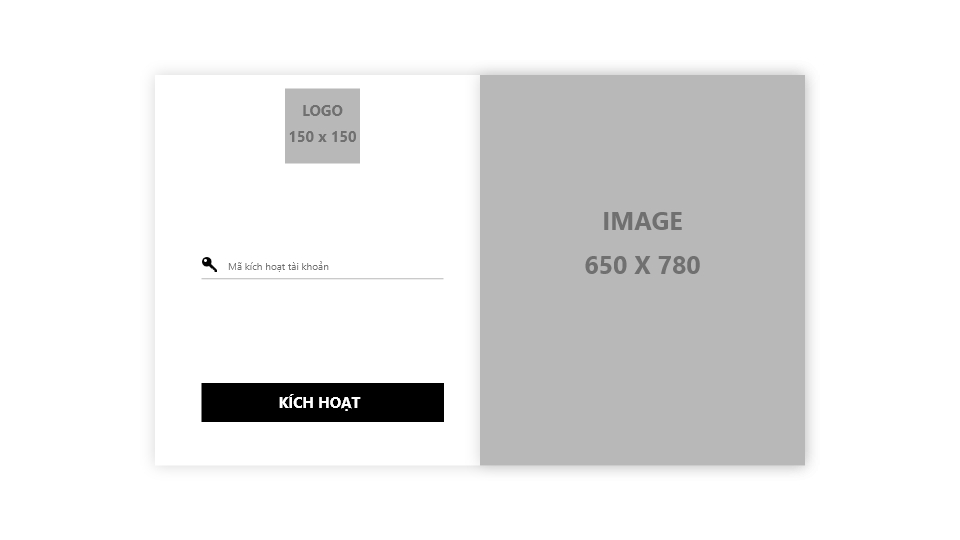 LOGO
150 x 150
Mã kích hoạt tài khoản
KÍCH HOẠT
IMAGE
650 X 780